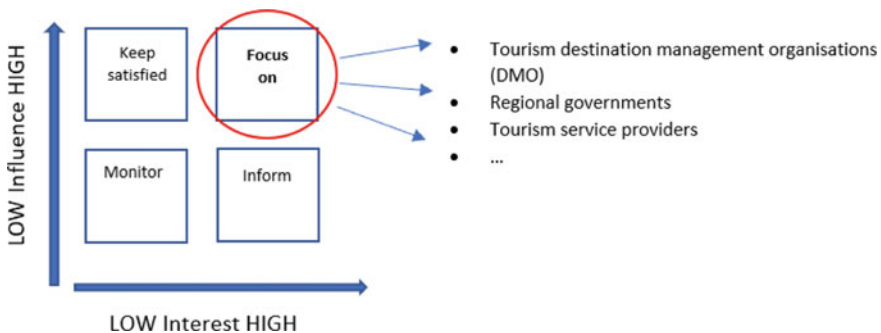 LOW Influence HIGH
Keep
satisfied
Focus
on
Monitor
Inform
LOW Interest HIGH
• Tourism destination management organisations
(DMO)
• Regional governments
• Tourism service providers
• ...